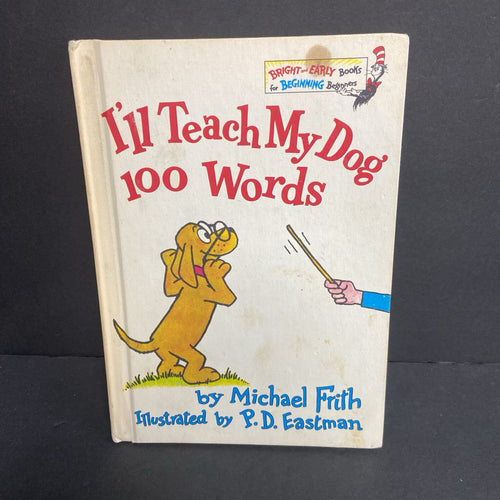 BRIGHT and EARLY Books
for BEGINNING Beginners
I'll Teach My Dog
100 Words
by Michael Frith
Illustrated by P.D. Eastman